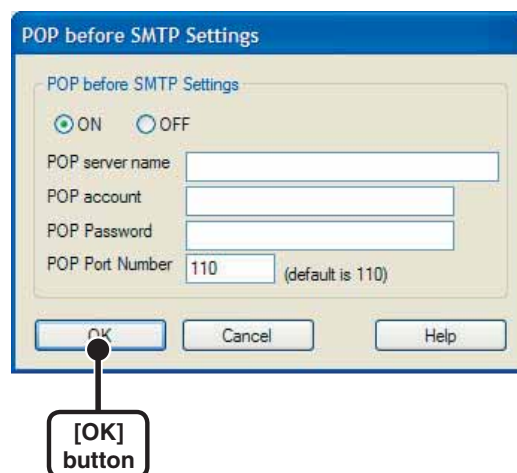 POP before SMTP Settings
POP before SMTP Settings
ON OFF
POP server name
POP account
POP Password
POP Port Number 110 (default is 110)
OK Cancel Help
[OK]
button